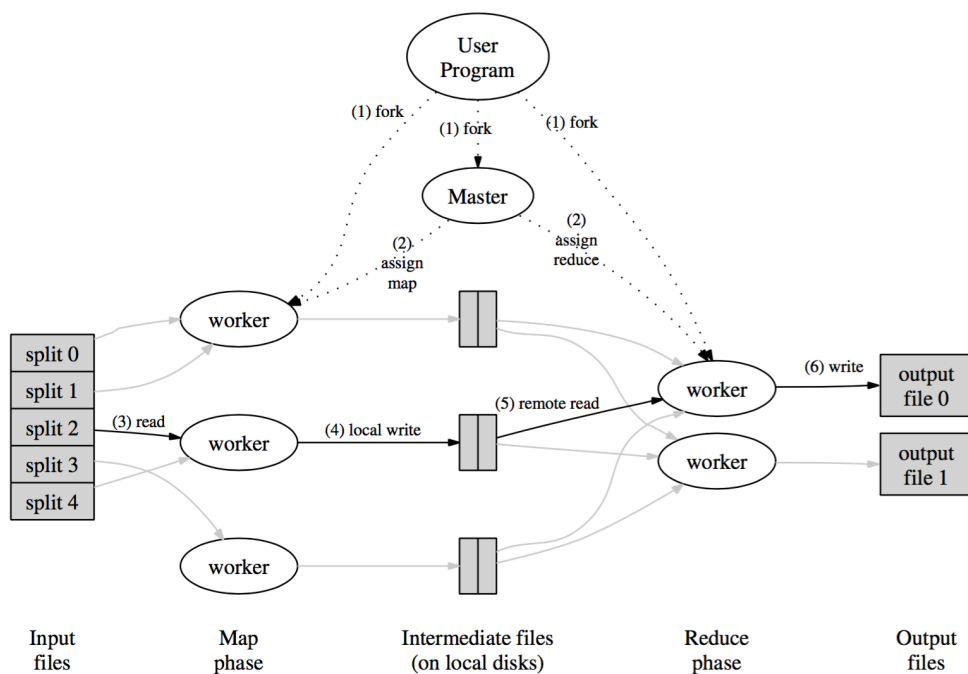 User
Program
(1) fork
(1) fork
(1) fork
Master
(2)
assign
map
(2)
assign
reduce
worker
split 0
split 1
split 2
split 3
split 4
(3) read
worker
(4) local write
worker
(5) remote read
worker
(6) write
output
file 0
worker
output
file 1
Input
files
Map
phase
Intermediate files
(on local disks)
Reduce
phase
Output
files